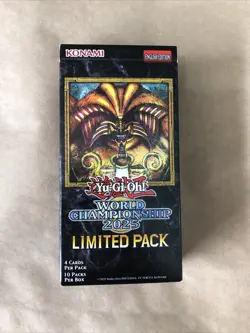 KONAMI
ENGLISH EDITION
Yu-Gi-Oh!
WORLD
CHAMPIONSHIP
2025
LIMITED PACK
4 CARDS
PER PACK
10 PACKS
PER BOX